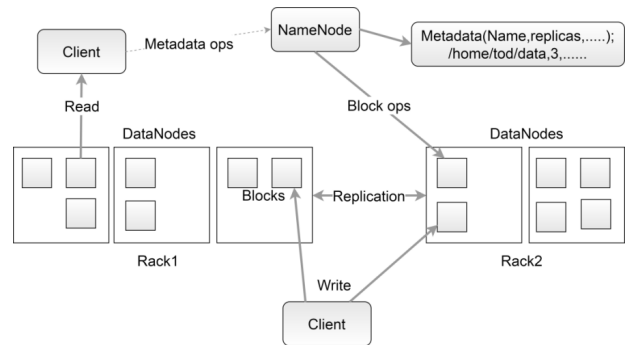 NameNode
Metadata(Name,replicas,.....);
/home/tod/data,3,......
Client
Metadata ops
Read
Block ops
DataNodes
DataNodes
Blocks
Replication
Rack1
Rack2
Write
Client